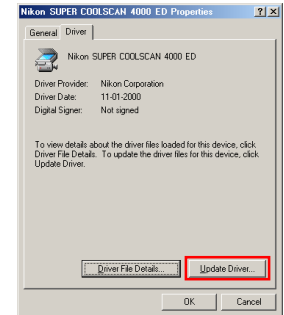 Nikon SUPER COOLSCAN 4000 ED Properties
General Driver
Nikon SUPER COOLSCAN 4000 ED
Driver Provider: Nikon Corporation
Driver Date: 11-01-2000
Digital Signer: Not signed
To view details about the driver files loaded for this device, click
Driver File Details. To update the driver files for this device, click
Update Driver.
Driver File Details... Update Driver...
OK Cancel